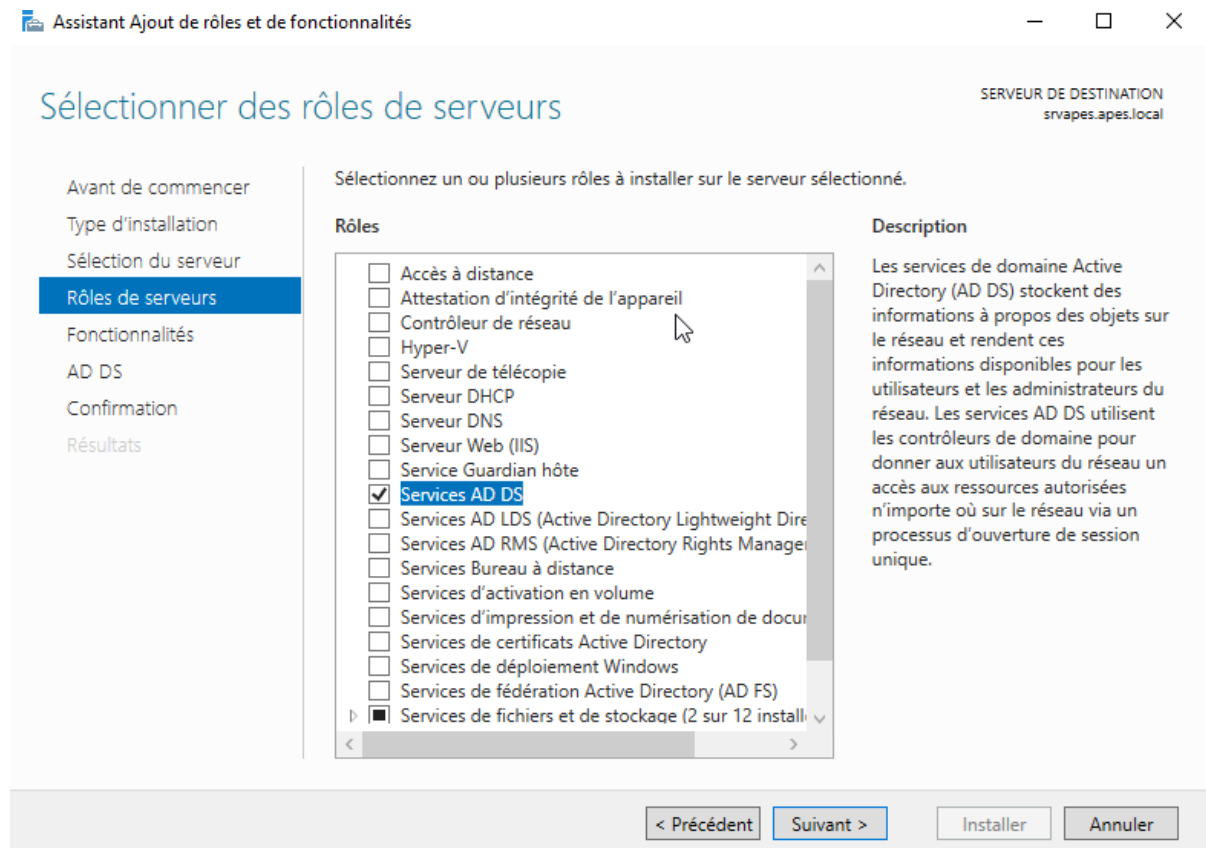 Assistant Ajout de rôles et de fonctionnalités
Sélectionner des rôles de serveurs
SERVEUR DE DESTINATION
srvapes.apes.local
Avant de commencer
Type d'installation
Sélection du serveur
Rôles de serveurs
Fonctionnalités
AD DS
Confirmation
Résultats
Sélectionnez un ou plusieurs rôles à installer sur le serveur sélectionné.
Rôles
Accès à distance
Attestation d'intégrité de l'appareil
Contrôleur de réseau
Hyper-V
Serveur de télécopie
Serveur DHCP
Serveur DNS
Serveur Web (IIS)
Service Guardian hôte
Services AD DS
Services AD LDS (Active Directory Lightweight Dire
Services AD RMS (Active Directory Rights Manage
Services Bureau à distance
Services d'activation en volume
Services d'impression et de numérisation de docu
Services de certificats Active Directory
Services de déploiement Windows
Services de fédération Active Directory (AD FS)
Services de fichiers et de stockage (2 sur 12 install
Description
Les services de domaine Active
Directory (AD DS) stockent des
informations à propos des objets sur
le réseau et rendent ces
informations disponibles pour les
utilisateurs et les administrateurs du
réseau. Les services AD DS utilisent
les contrôleurs de domaine pour
donner aux utilisateurs du réseau un
accès aux ressources autorisées
n'importe où sur le réseau via un
processus d'ouverture de session
unique.
< Précédent
Suivant >
Installer
Annuler